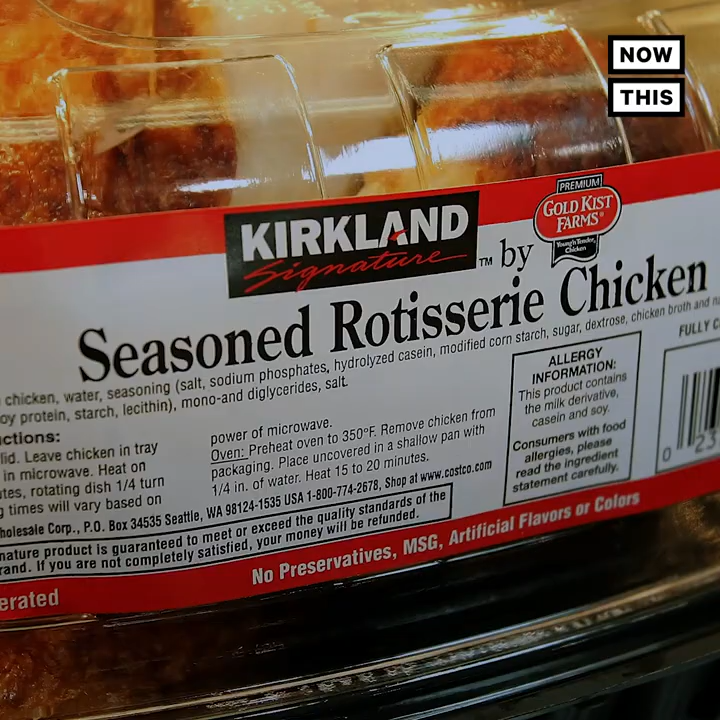 NOW
THIS
KIRKLAND
Signature™ by
PREMIUM
GOLD KIST
FARMS®
Young'n Tender,
Chicken
Seasoned Rotisserie Chicken
chicken, water, seasoning (salt, sodium phosphates, hydrolyzed casein, modified corn starch, sugar, dextrose, chicken broth and
oy protein, starch, lecithin), mono-and diglycerides, salt.
FULLY C
ctions:
lid. Leave chicken in tray
in microwave. Heat on
utes, rotating dish 1/4 turn
g times will vary based on
power of microwave.
Oven: Preheat oven to 350°F. Remove chicken from
packaging. Place uncovered in a shallow pan with
1/4 in. of water. Heat 15 to 20 minutes.
ALLERGY
INFORMATION:
This product contains
the milk derivative,
casein and soy.
Consumers with food
allergies, please
read the ingredient
statement carefully.
0 23
holesale Corp., P.O. Box 34535 Seattle, WA 98124-1535 USA 1-800-774-2678, Shop at www.costco.com
nature product is guaranteed to meet or exceed the quality standards of the
rand. If you are not completely satisfied, your money will be refunded.
erated
No Preservatives, MSG, Artificial Flavors or Colors